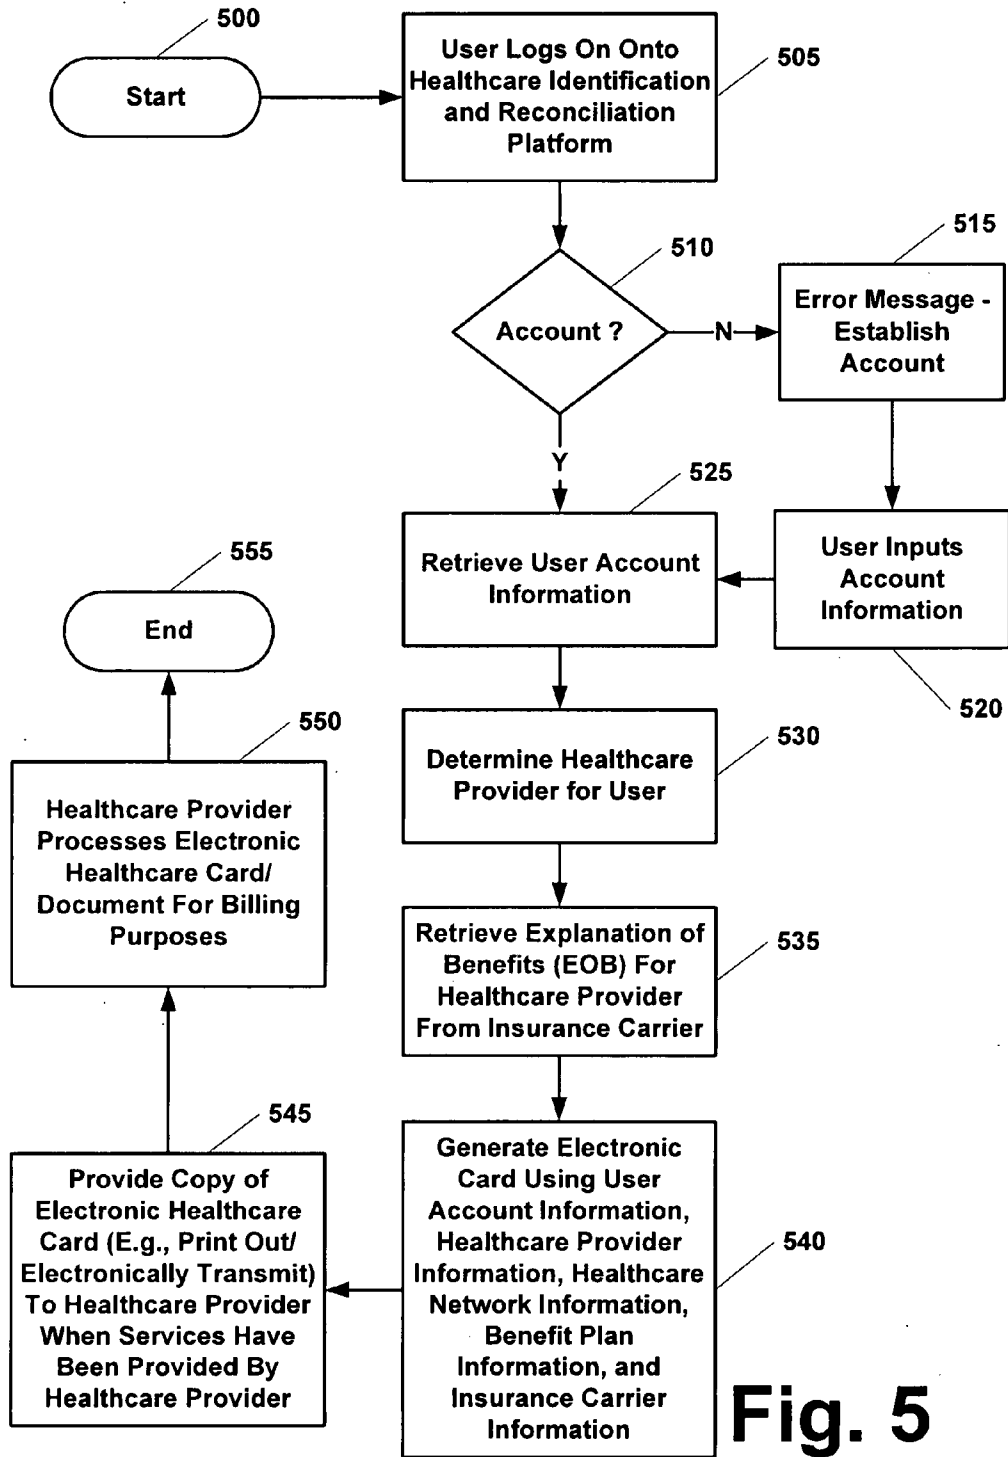 500
Start
User Logs On Onto
Healthcare Identification
and Reconciliation
Platform
505
510
Account ?
N
Y
515
Error Message -
Establish
Account
User Inputs
Account
Information
520
525
Retrieve User Account
Information
Determine Healthcare
Provider for User
530
Retrieve Explanation of
Benefits (EOB) For
Healthcare Provider
From Insurance Carrier
535
Generate Electronic
Card Using User
Account Information,
Healthcare Provider
Information, Healthcare
Network Information,
Benefit Plan
Information, and
Insurance Carrier
Information
540
545
Provide Copy of
Electronic Healthcare
Card (E.g., Print Out/
Electronically Transmit)
To Healthcare Provider
When Services Have
Been Provided By
Healthcare Provider
550
Healthcare Provider
Processes Electronic
Healthcare Card/
Document For Billing
Purposes
555
End
Fig. 5